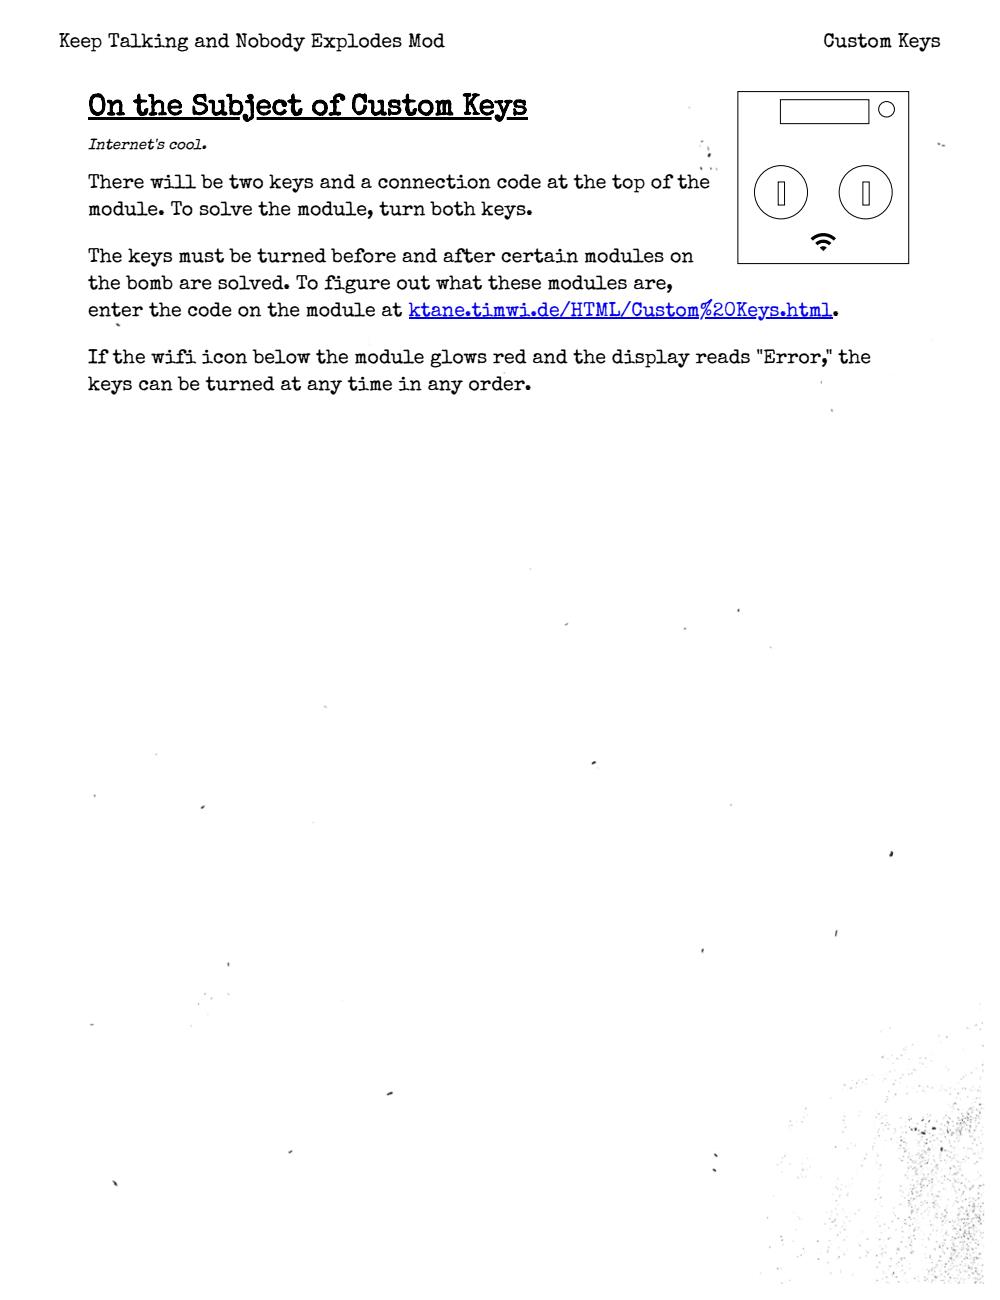 Keep Talking and Nobody Explodes Mod
Custom Keys
On the Subject of Custom Keys
Internet's cool.
There will be two keys and a connection code at the top of the
module. To solve the module, turn both keys.
The keys must be turned before and after certain modules on
the bomb are solved. To figure out what these modules are,
enter the code on the module at ktane.timwi.de/HTML/Custom%20Keys.html.
If the wifi icon below the module glows red and the display reads "Error," the
keys can be turned at any time in any order.